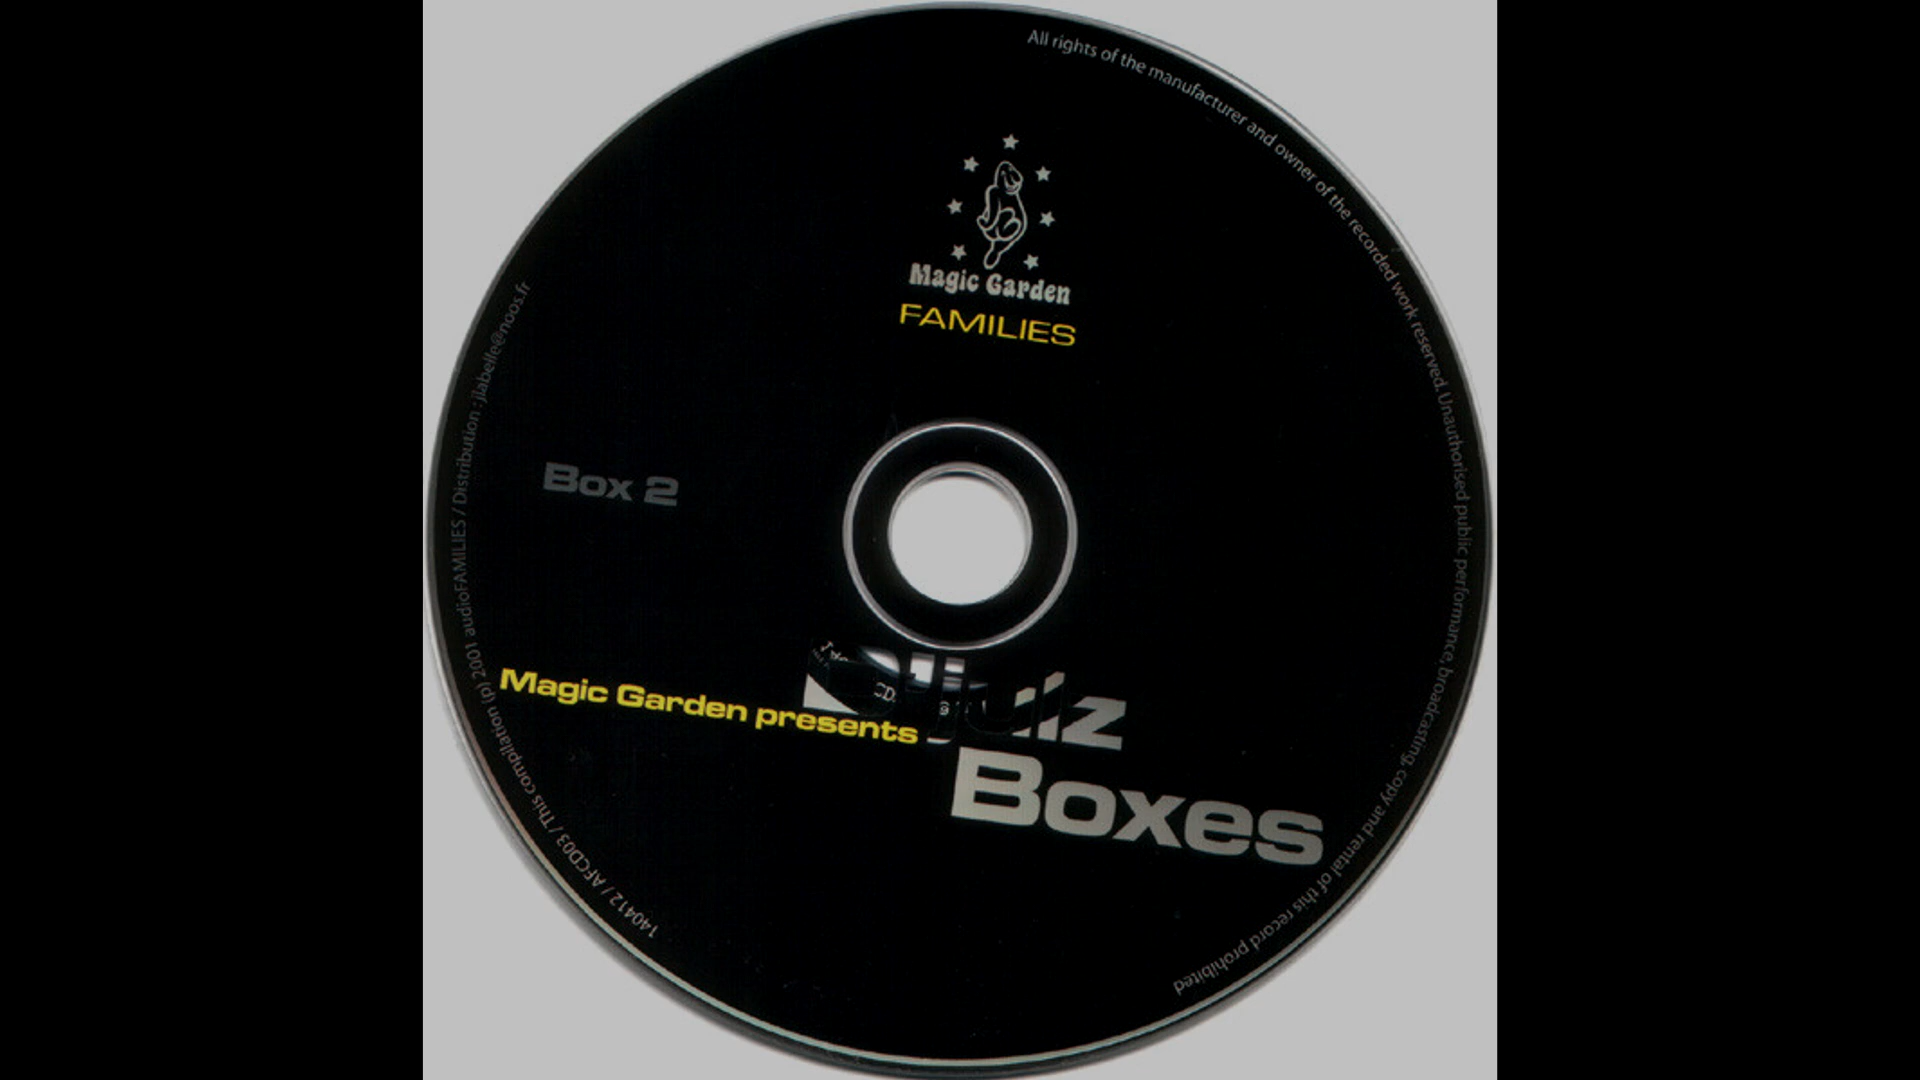 All rights of the manufacturer and owner of the recorded work reserved. Unauthorised public performance, broadcasting, copy and rental of this record prohibited
Magic Garden
FAMILIES
Box 2
Magic Garden presents
Boxes
140412 / AFCD03 / This compilation (p) 2001 audioFAMILIES / Distribution : jlabelle@noos.fr